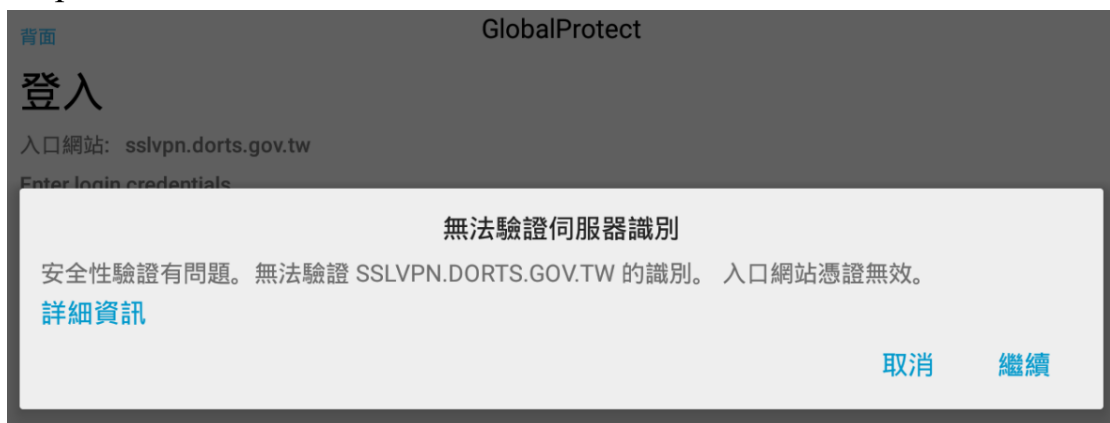 GlobalProtect
背面
登入
入口網站: sslvpn.dorts.gov.tw
Enter login credentials
無法驗證伺服器識別
安全性驗證有問題。無法驗證 SSLVPN.DORTS.GOV.TW 的識別。 入口網站憑證無效。
詳細資訊
取消 繼續